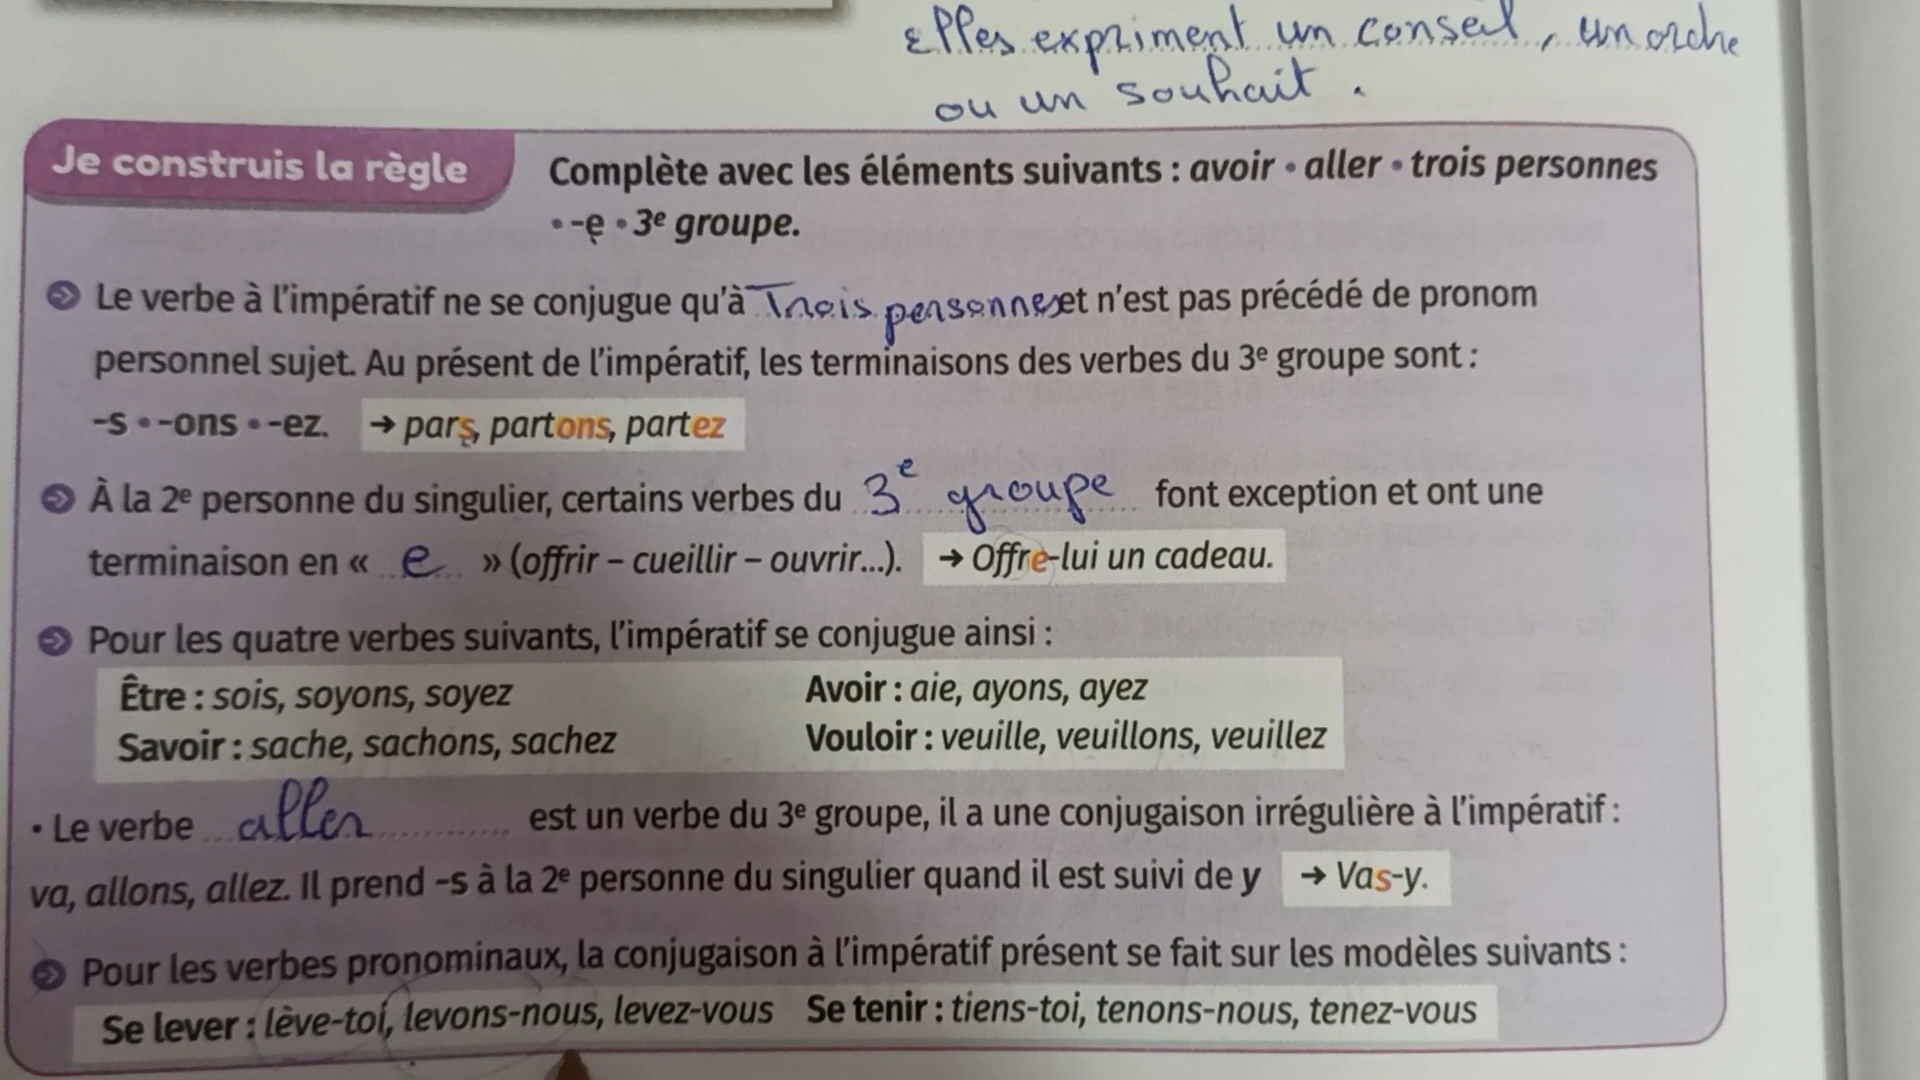 Elles expriment un conseil, un ordre
ou un souhait.
Je construis la règle
Complète avec les éléments suivants : avoir • aller • trois personnes
• -e • 3e groupe.
Le verbe à l'impératif ne se conjugue qu'à Trois personnes et n'est pas précédé de pronom
personnel sujet. Au présent de l'impératif, les terminaisons des verbes du 3e groupe sont :
-s • -ons • -ez. → pars, partons, partez
À la 2e personne du singulier, certains verbes du 3e groupe font exception et ont une
terminaison en « e » (offrir – cueillir – ouvrir...). → Offre-lui un cadeau.
Pour les quatre verbes suivants, l'impératif se conjugue ainsi :
Être : sois, soyons, soyez Avoir : aie, ayons, ayez
Savoir : sache, sachons, sachez Vouloir : veuille, veuillons, veuillez
• Le verbe aller est un verbe du 3e groupe, il a une conjugaison irrégulière à l'impératif :
va, allons, allez. Il prend -s à la 2e personne du singulier quand il est suivi de y → Vas-y.
Pour les verbes pronominaux, la conjugaison à l'impératif présent se fait sur les modèles suivants :
Se lever : lève-toi, levons-nous, levez-vous Se tenir : tiens-toi, tenons-nous, tenez-vous